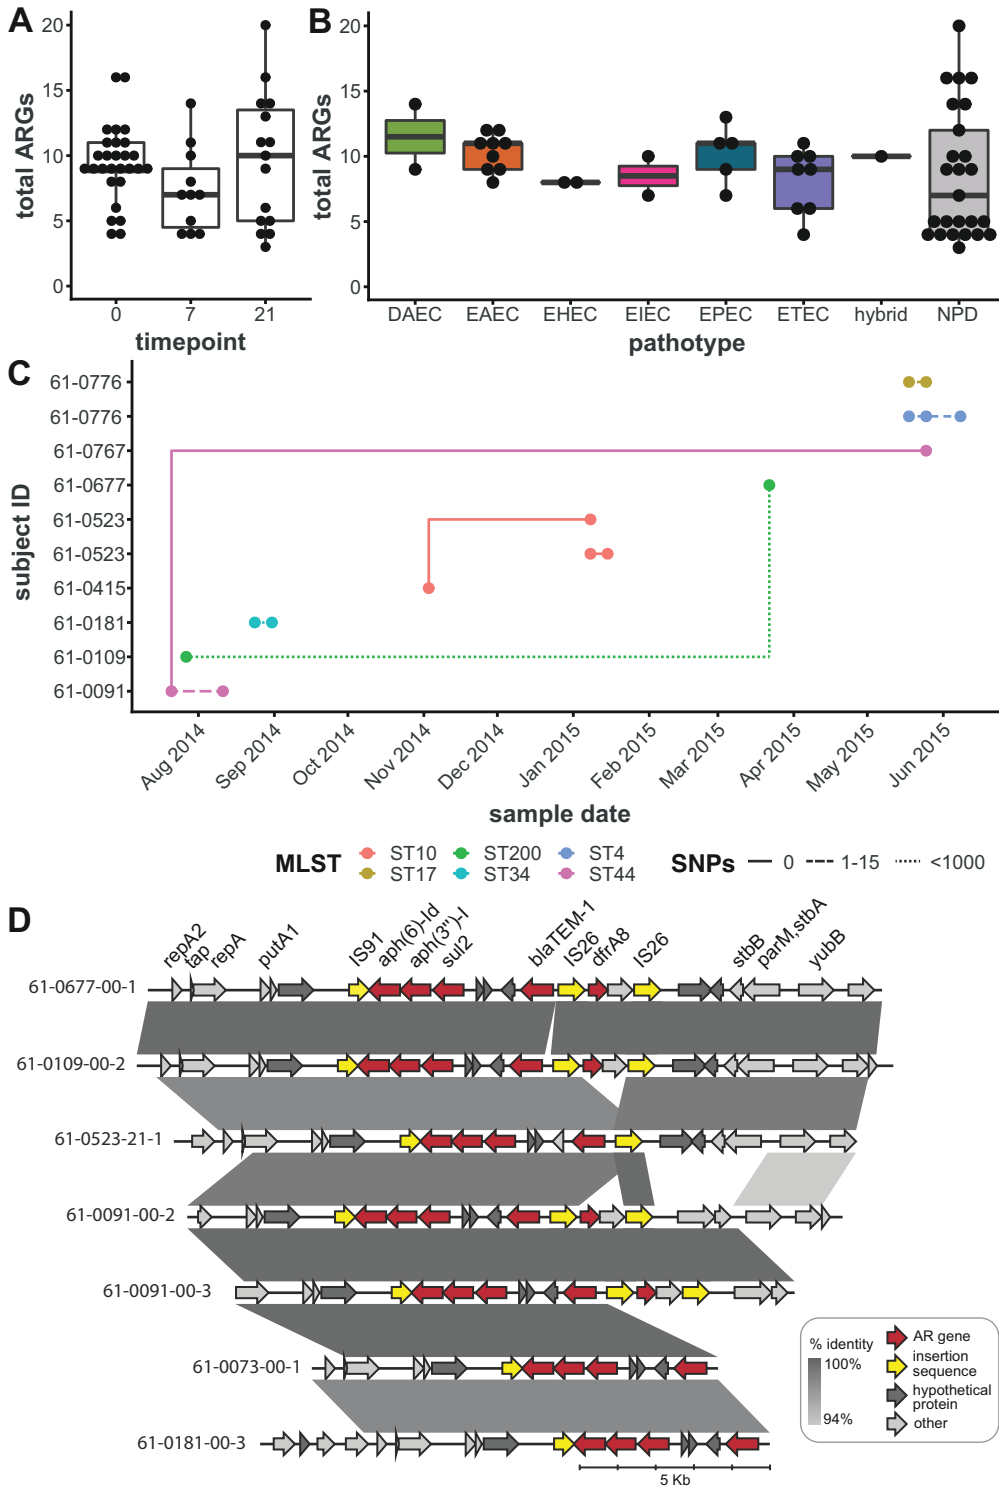 A
total ARGs
20
15
10
5
0
0 7 21
timepoint
B
total ARGs
20
15
10
5
0
DAEC EAEC EHEC EIEC EPEC ETEC hybrid NPD
pathotype
C
subject ID
61-0776
61-0776
61-0767
61-0677
61-0523
61-0523
61-0415
61-0181
61-0109
61-0091
Aug 2014 Sep 2014 Oct 2014 Nov 2014 Dec 2014 Jan 2015 Feb 2015 Mar 2015 Apr 2015 May 2015 Jun 2015
sample date
MLST ST10 ST200 ST4 SNPs 0 1-15 <1000
ST17 ST34 ST44
D
repA2 tap repA putA1 IS91 aph(6)-Id aph(3'')-I sul2 blaTEM-1 IS26 dfrA8 IS26 stbB parM,stbA yubB
61-0677-00-1
61-0109-00-2
61-0523-21-1
61-0091-00-2
61-0091-00-3
61-0073-00-1
61-0181-00-3
5 Kb
% identity
100%
94%
AR gene
insertion
sequence
hypothetical
protein
other